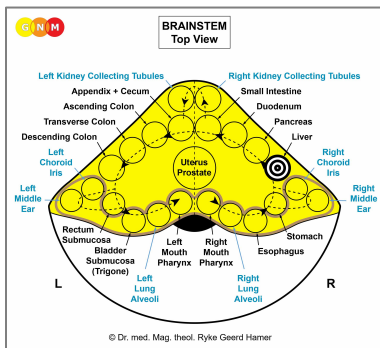 GNM
BRAINSTEM
Top View
Left Kidney Collecting Tubules
Right Kidney Collecting Tubules
Appendix + Cecum
Small Intestine
Ascending Colon
Duodenum
Transverse Colon
Pancreas
Descending Colon
Liver
Left
Choroid
Iris
Right
Choroid
Iris
Uterus
Prostate
Left
Middle
Ear
Right
Middle
Ear
Rectum
Submucosa
Bladder
Submucosa
(Trigone)
Left
Mouth
Pharynx
Right
Mouth
Pharynx
Stomach
Esophagus
Left
Lung
Alveoli
Right
Lung
Alveoli
L
R
© Dr. med. Mag. theol. Ryke Geerd Hamer